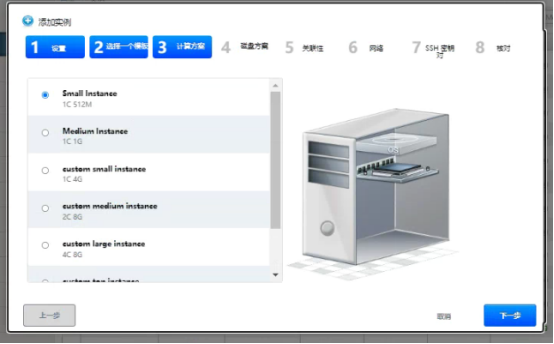 添加实例
1 设置
2 选择一个模板
3 计算方案
4 磁盘方案
5 关联性
6 网络
7 SSH 密钥
对
8 核对
Small Instance
1C 512M
Medium Instance
1C 1G
custom small instance
1C 4G
custom medium instance
2C 8G
custom large instance
4C 8G
OS
上一步
取消
下一步